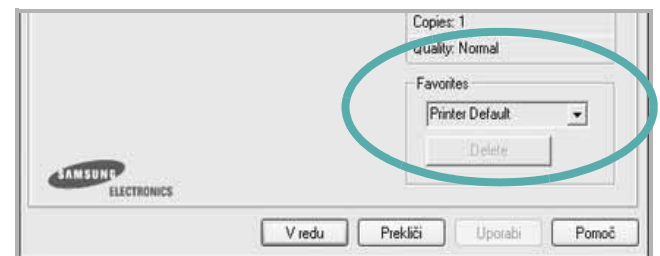 Copies: 1
Quality: Normal
Favorites
Printer Default
Delete
SAMSUNG
ELECTRONICS
V redu Prekliči Uporabi Pomoč